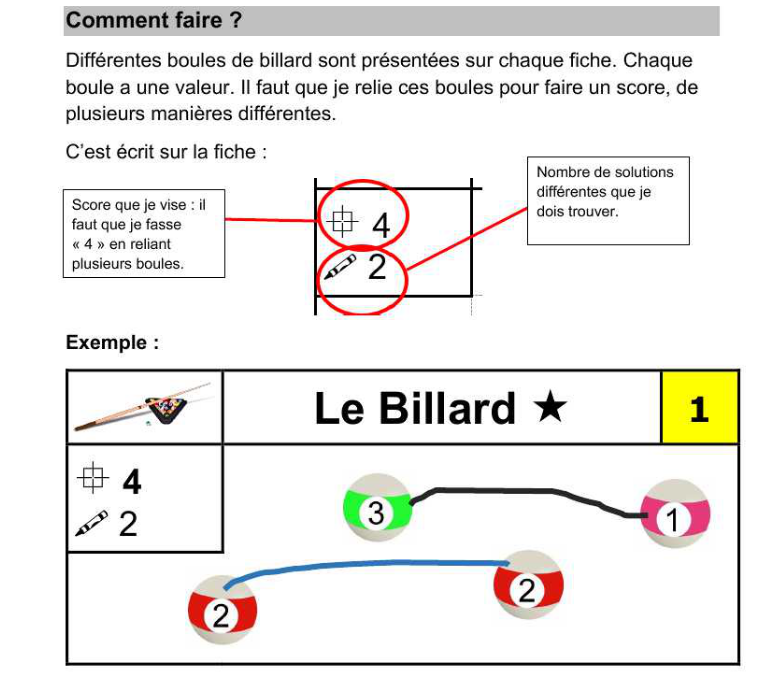 Comment faire ?
Différentes boules de billard sont présentées sur chaque fiche. Chaque
boule a une valeur. Il faut que je relie ces boules pour faire un score, de
plusieurs manières différentes.
C'est écrit sur la fiche :
Score que je vise : il
faut que je fasse
« 4 » en reliant
plusieurs boules.
4
2
Nombre de solutions
différentes que je
dois trouver.
Exemple :
Le Billard ★
1
4
2
3
1
2
2